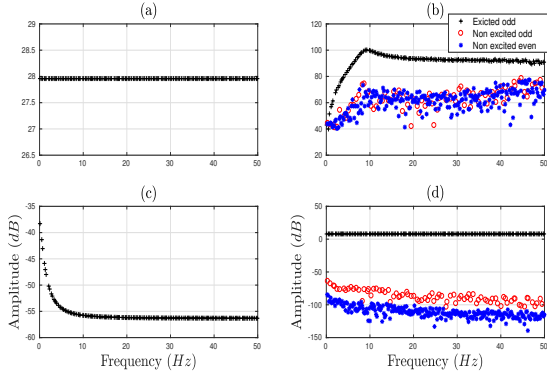 (a)
29
28.5
28
27.5
27
26.5
0 10 20 30 40 50
(b)
120
100
80
60
40
20
0 10 20 30 40 50
Exicted odd
Non excited odd
Non excited even
(c)
Amplitude (dB)
-35
-40
-45
-50
-55
-60
0 10 20 30 40 50
Frequency (Hz)
(d)
Amplitude (dB)
50
0
-50
-100
-150
0 10 20 30 40 50
Frequency (Hz)